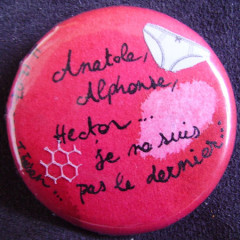 Anatole,
Alphonse,
Hector...
je ne suis
pas le dernier...